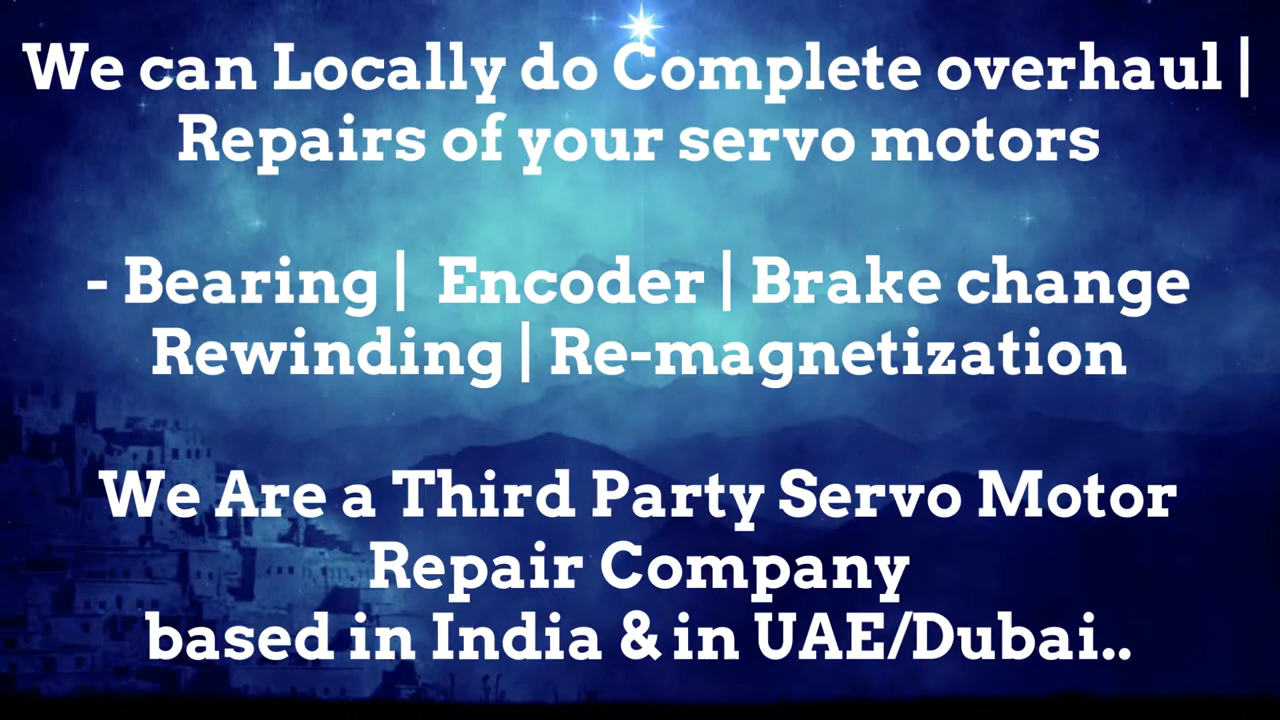 We can Locally do Complete overhaul |
Repairs of your servo motors
- Bearing | Encoder | Brake change
Rewinding | Re-magnetization
We Are a Third Party Servo Motor
Repair Company
based in India & in UAE/Dubai..